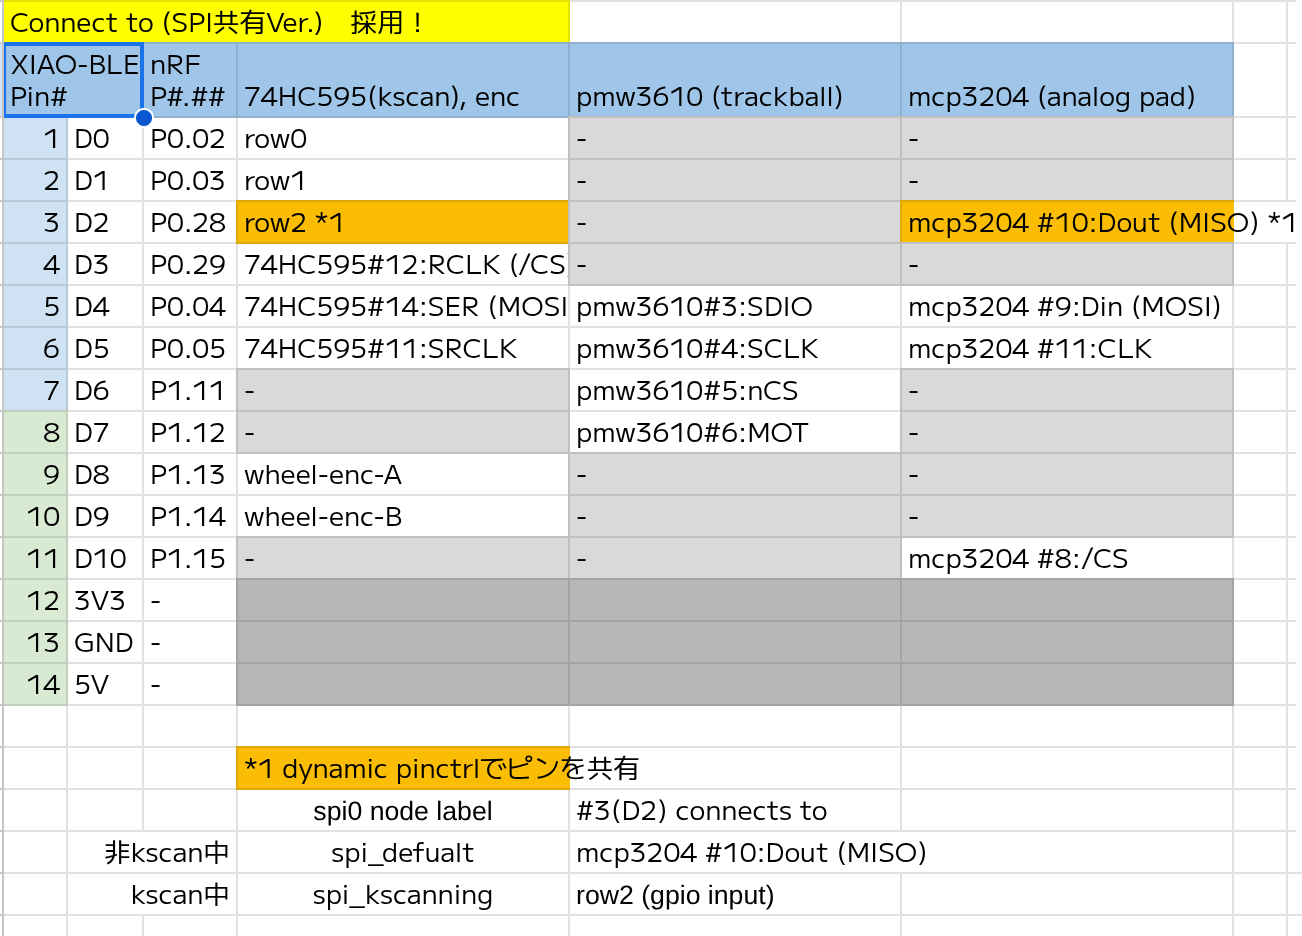 Connect to (SPI共有Ver.)　採用！
XIAO-BLE Pin# nRF P#.## 74HC595(kscan), enc pmw3610 (trackball) mcp3204 (analog pad)
1 D0 P0.02 row0 - -
2 D1 P0.03 row1 - -
3 D2 P0.28 row2 *1 - mcp3204 #10:Dout (MISO) *1
4 D3 P0.29 74HC595#12:RCLK (/CS - -
5 D4 P0.04 74HC595#14:SER (MOSI pmw3610#3:SDIO mcp3204 #9:Din (MOSI)
6 D5 P0.05 74HC595#11:SRCLK pmw3610#4:SCLK mcp3204 #11:CLK
7 D6 P1.11 - pmw3610#5:nCS -
8 D7 P1.12 - pmw3610#6:MOT -
9 D8 P1.13 wheel-enc-A - -
10 D9 P1.14 wheel-enc-B - -
11 D10 P1.15 - - mcp3204 #8:/CS
12 3V3 -
13 GND -
14 5V -
*1 dynamic pinctrlでピンを共有
spi0 node label #3(D2) connects to
非kscan中 spi_defualt mcp3204 #10:Dout (MISO)
kscan中 spi_kscanning row2 (gpio input)